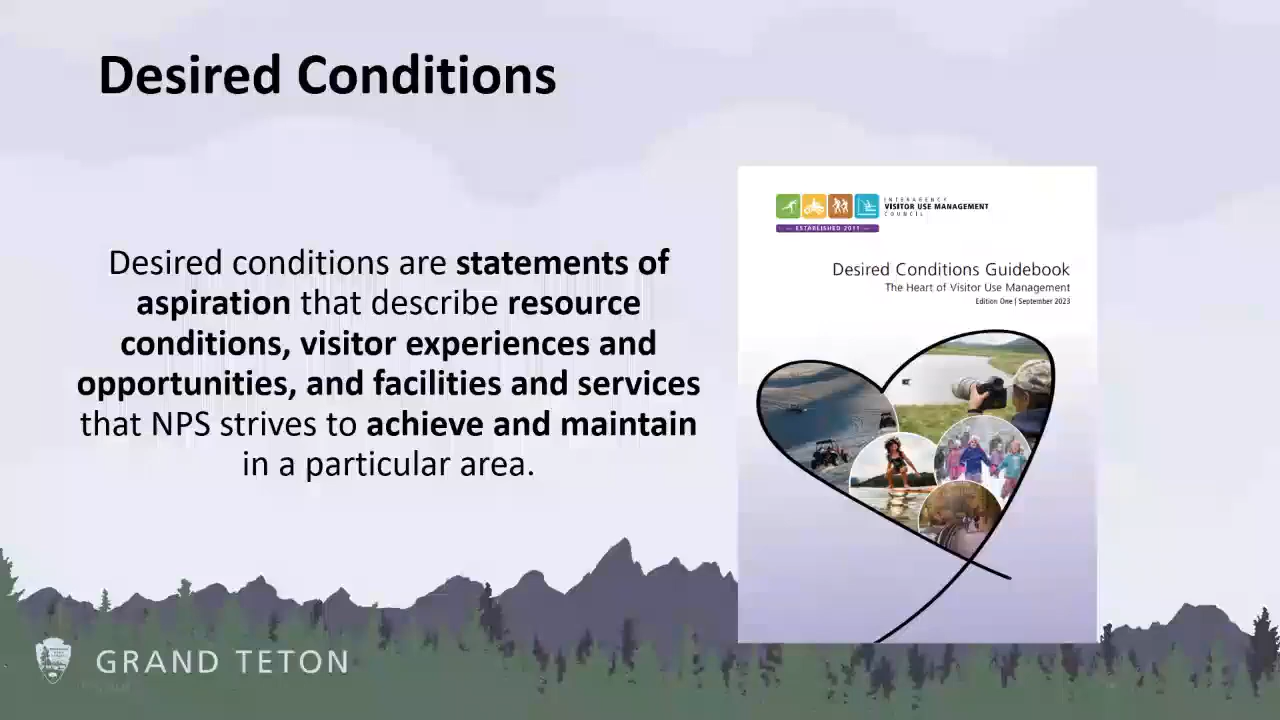 Desired Conditions
Desired conditions are statements of
aspiration that describe resource
conditions, visitor experiences and
opportunities, and facilities and services
that NPS strives to achieve and maintain
in a particular area.
INTERAGENCY
VISITOR USE MANAGEMENT
COUNCIL
— ESTABLISHED 2011 —
Desired Conditions Guidebook
The Heart of Visitor Use Management
Edition One | September 2023
GRAND TETON